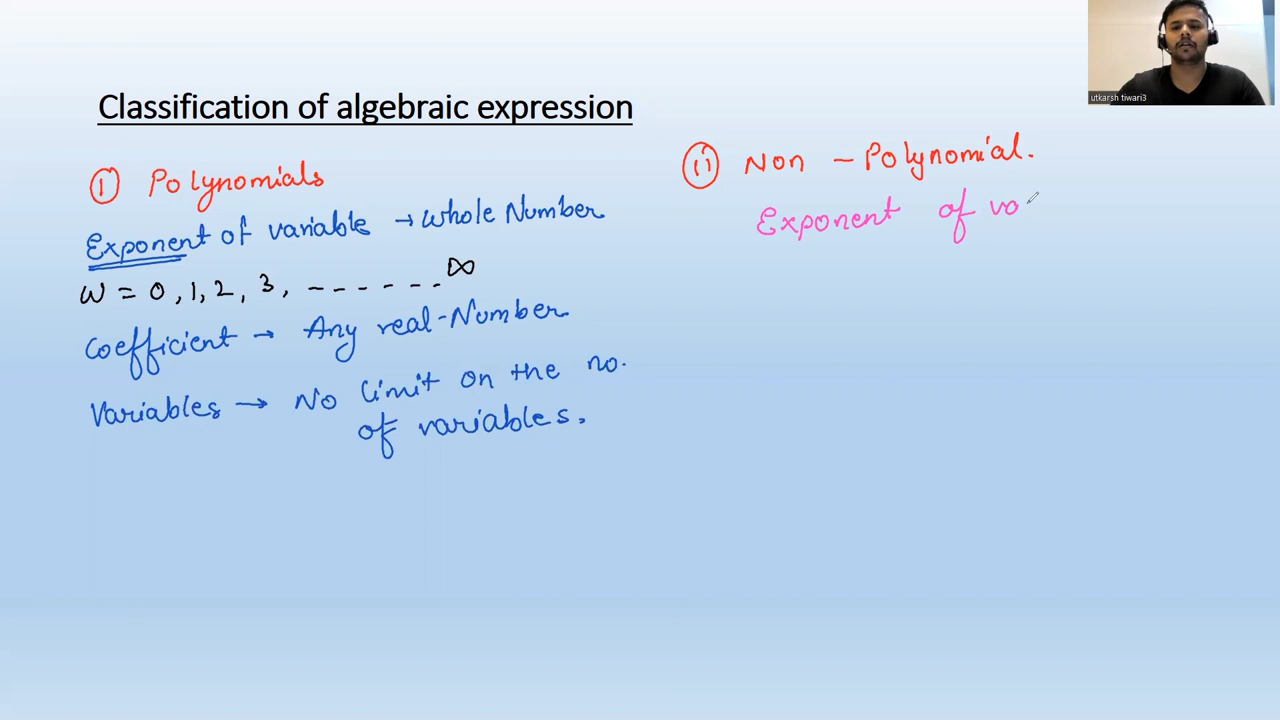 Classification of algebraic expression
(i) Polynomials
Exponent of variable → whole Number
W = 0, 1, 2, 3, - - - - - - ∞
Coefficient → Any real-Number
Variables → No limit on the no.
of variables.
(ii) Non - Polynomial.
Exponent of va
utkarsh tiwari3